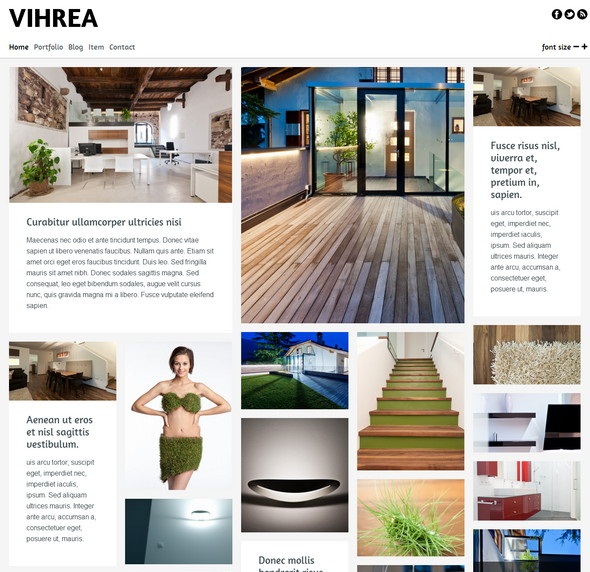 VIHREA
Home Portfolio Blog Item Contact
font size
Curabitur ullamcorper ultricies nisi
Maecenas nec odio et ante tincidunt tempus. Donec vitae
sapien ut libero venenatis faucibus. Nullam quis ante. Etiam sit
amet orci eget eros faucibus tincidunt. Duis leo. Sed fringilla
mauris sit amet nibh. Donec sodales sagittis magna. Sed
consequat, leo eget bibendum sodales, augue velit cursus
nunc, quis gravida magna mi a libero. Fusce vulputate eleifend
sapien.
Fusce risus nisl,
viverra et,
tempor et,
pretium in,
sapien.
uis arcu tortor, suscipit
eget, imperdiet nec,
imperdiet iaculis,
ipsum. Sed aliquam
ultrices mauris. Integer
ante arcu, accumsan a,
consectetuer eget,
posuere ut, mauris.
Aenean ut eros
et nisl sagittis
vestibulum.
uis arcu tortor, suscipit
eget, imperdiet nec,
imperdiet iaculis,
ipsum. Sed aliquam
ultrices mauris. Integer
ante arcu, accumsan a,
consectetuer eget,
posuere ut, mauris.
Donec mollis